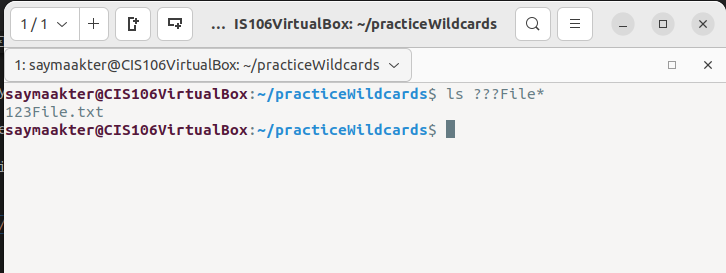 1 / 1
... IS106VirtualBox: ~/practiceWildcards
1: saymaakter@CIS106VirtualBox: ~/practiceWildcards
saymaakter@CIS106VirtualBox:~/practiceWildcards$ ls ???File*
123File.txt
saymaakter@CIS106VirtualBox:~/practiceWildcards$